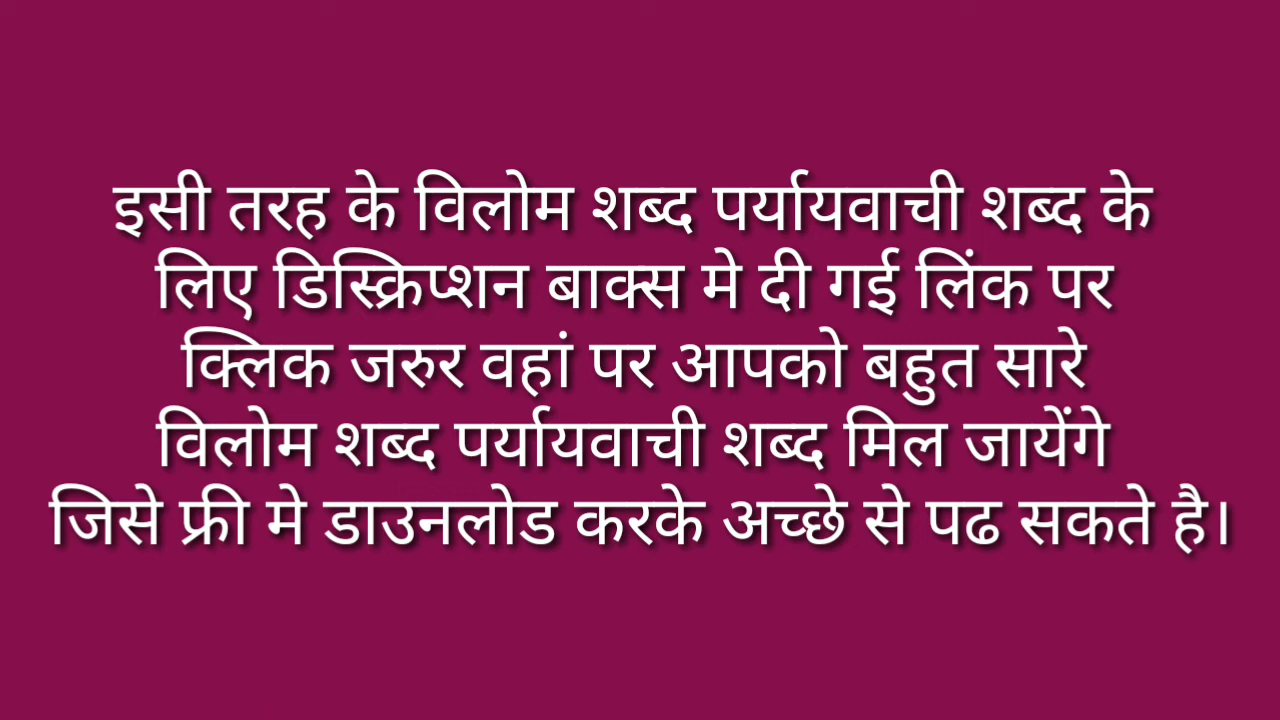 इसी तरह के विलोम शब्द पर्यायवाची शब्द के
लिए डिस्क्रिप्शन बाक्स मे दी गई लिंक पर
क्लिक जरुर वहां पर आपको बहुत सारे
विलोम शब्द पर्यायवाची शब्द मिल जायेंगे
जिसे फ्री मे डाउनलोड करके अच्छे से पढ सकते है।